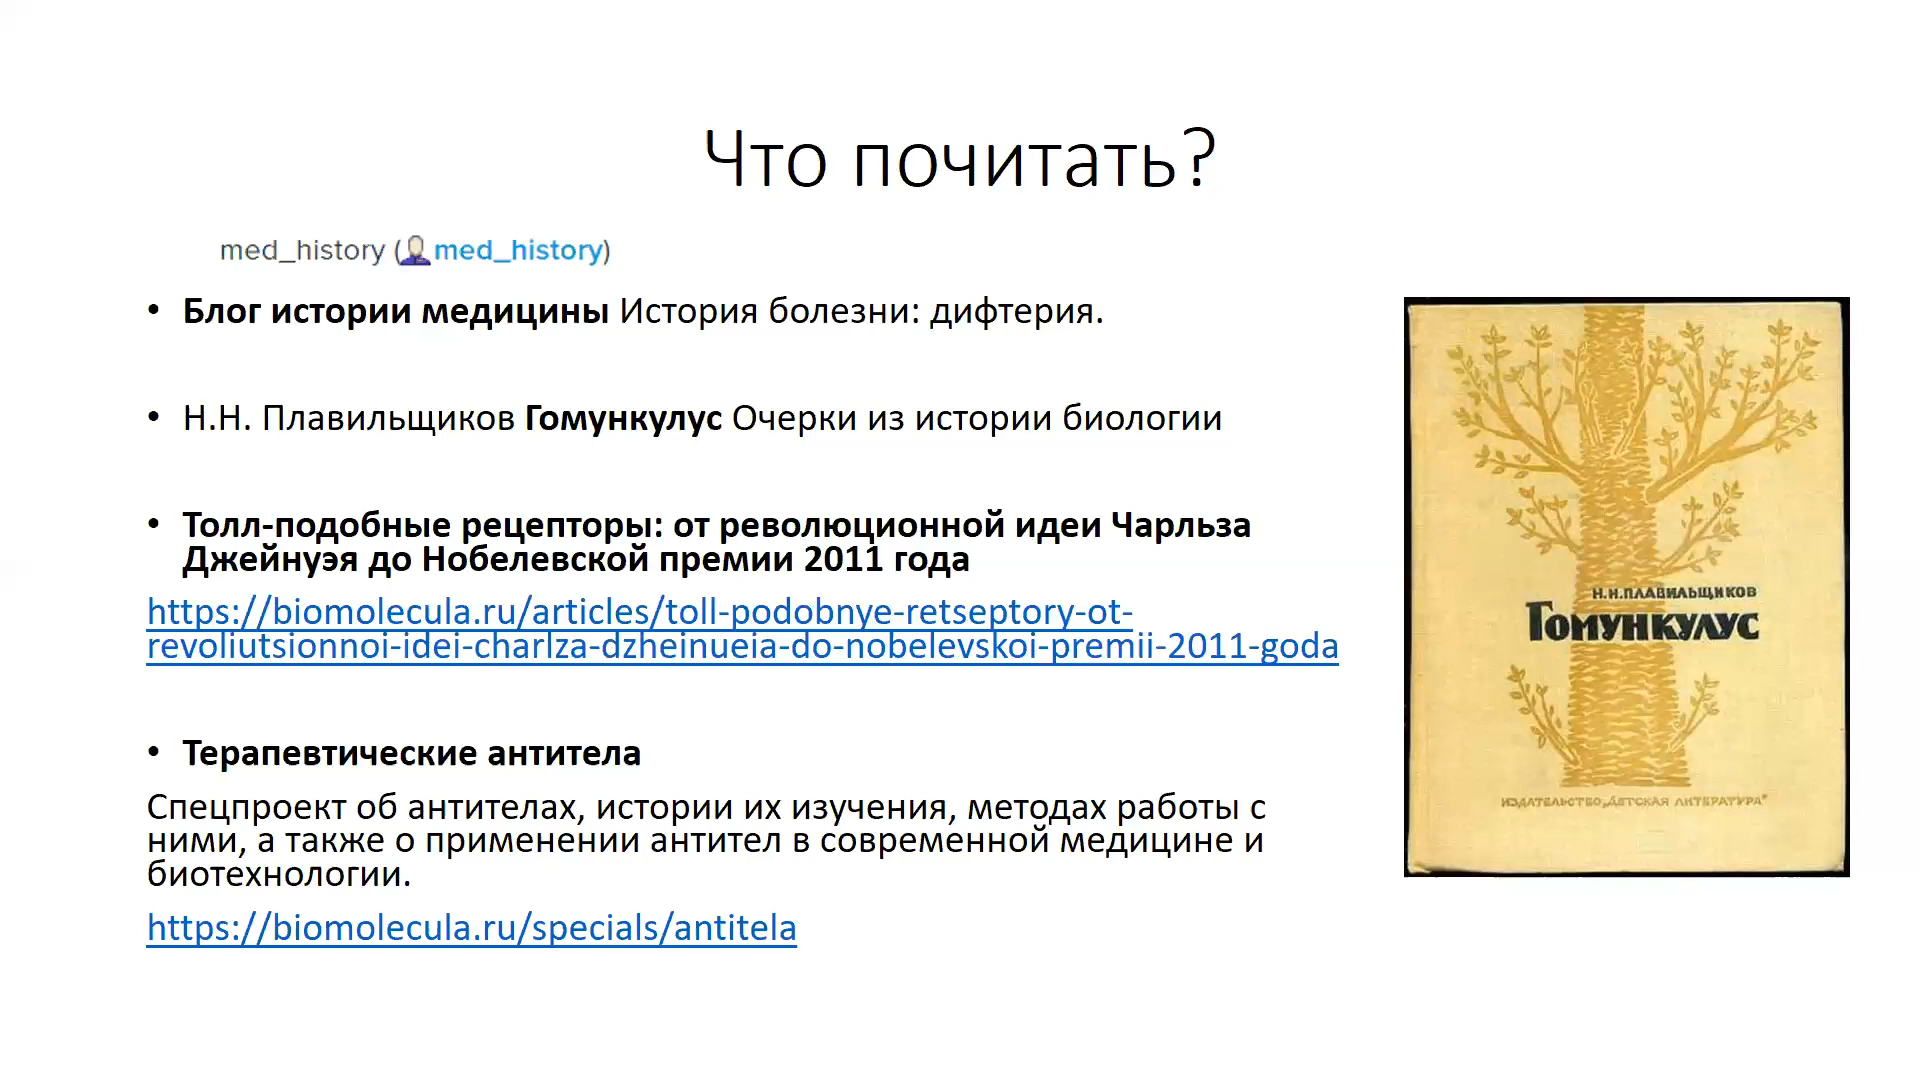 Что почитать?
med_history (med_history)
• Блог истории медицины История болезни: дифтерия.
• Н.Н. Плавильщиков Гомункулус Очерки из истории биологии
• Толл-подобные рецепторы: от революционной идеи Чарльза
Джейнуэя до Нобелевской премии 2011 года
https://biomolecula.ru/articles/toll-podobnye-retseptory-ot-
revoliutsionnoi-idei-charlza-dzheinueia-do-nobelevskoi-premii-2011-goda
• Терапевтические антитела
Спецпроект об антителах, истории их изучения, методах работы с
ними, а также о применении антител в современной медицине и
биотехнологии.
https://biomolecula.ru/specials/antitela
Н.Н.ПЛАВИЛЬЩИКОВ
ГОМУНКУЛУС
ИЗДАТЕЛЬСТВО „ДЕТСКАЯ ЛИТЕРАТУРА"